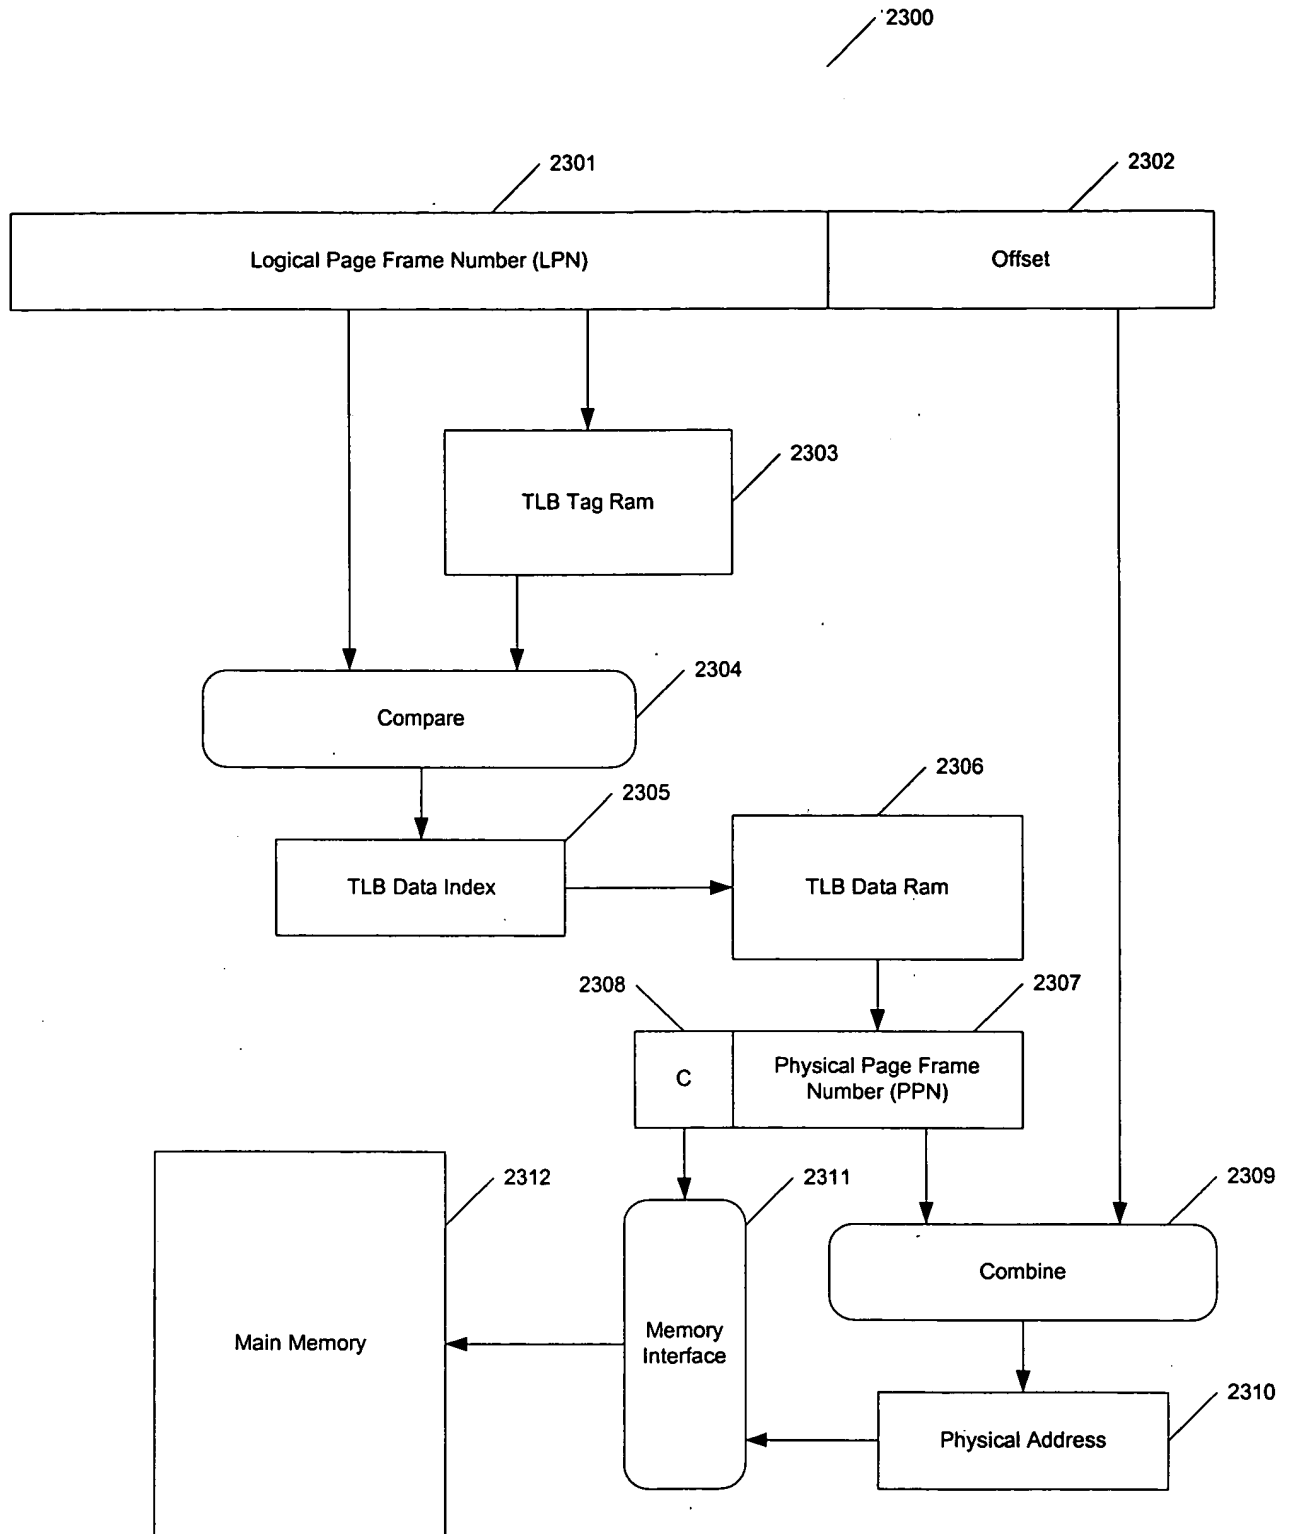 2300
2301
2302
Logical Page Frame Number (LPN)
Offset
2303
TLB Tag Ram
2304
Compare
2305
2306
TLB Data Index
TLB Data Ram
2308
2307
C
Physical Page Frame
Number (PPN)
2312
2311
2309
Combine
Main Memory
Memory
Interface
2310
Physical Address